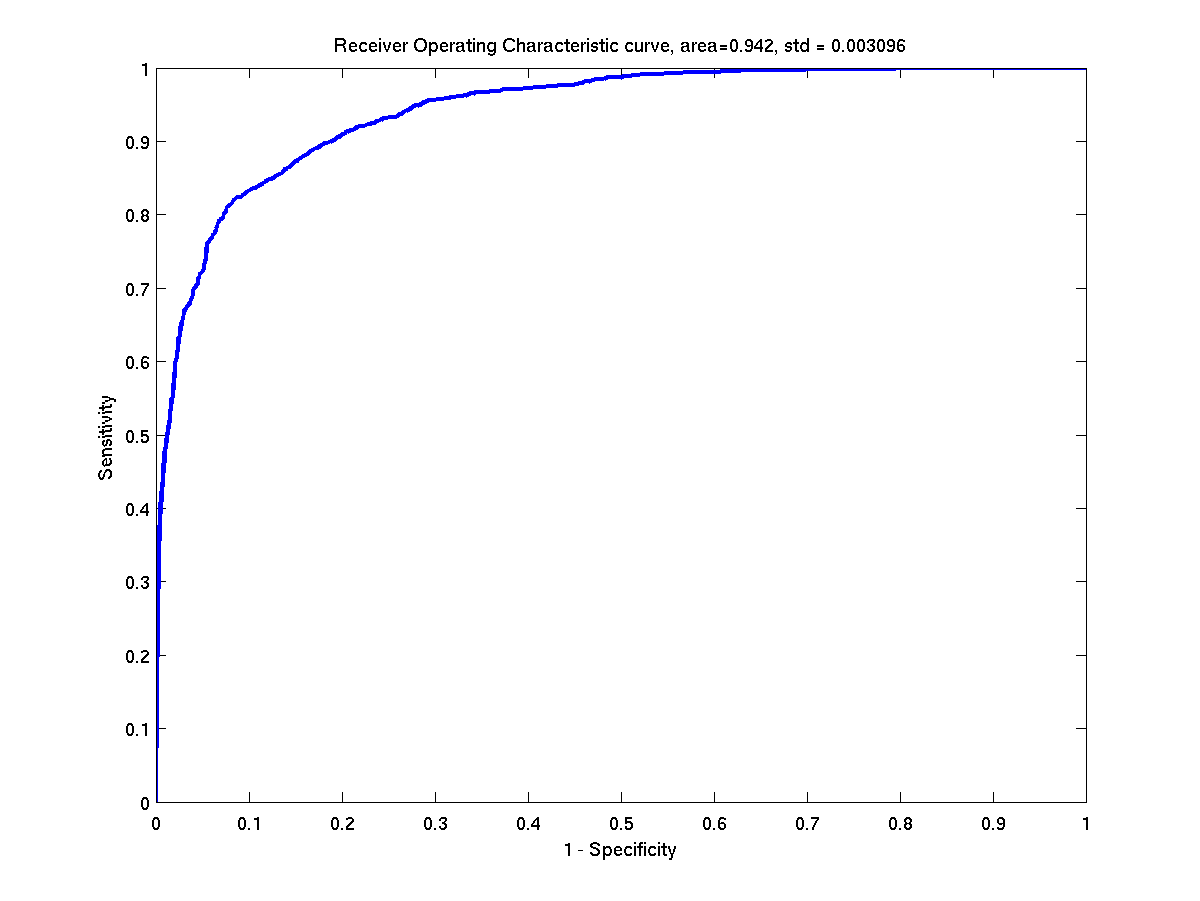 Receiver Operating Characteristic curve, area=0.942, std = 0.003096
1
0.9
0.8
0.7
0.6
0.5
0.4
0.3
0.2
0.1
0
Sensitivity
0 0.1 0.2 0.3 0.4 0.5 0.6 0.7 0.8 0.9 1
1 - Specificity